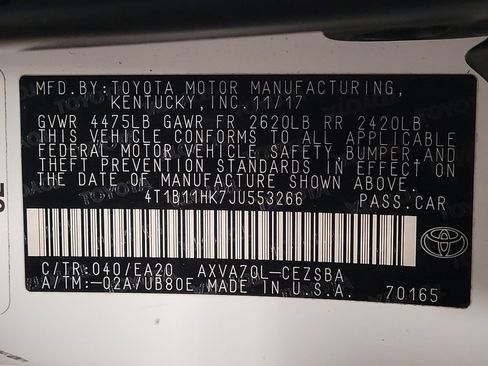 MFD.BY:TOYOTA MOTOR MANUFACTURING,
KENTUCKY,INC.11/17
GVWR 4475LB GAWR FR 2620LB RR 2420LB
THIS VEHICLE CONFORMS TO ALL APPLICABLE
FEDERAL MOTOR VEHICLE SAFETY, BUMPER, AND
THEFT PREVENTION STANDARDS IN EFFECT ON
THE DATE OF MANUFACTURE SHOWN ABOVE.
4T1B11HK7JU553266 PASS.CAR
C/TR:040/EA20 AXVA70L-CEZSBA
A/TM:-02A/UB80E MADE IN U.S.A. 70165